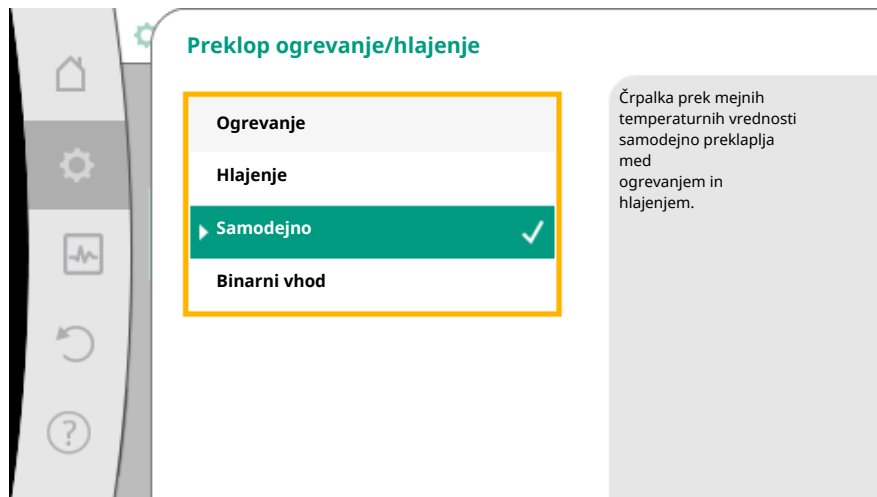 Preklop ogrevanje/hlajenje
Ogrevanje
Hlajenje
Samodejno
Binarni vhod
Črpalka prek mejnih
temperaturnih vrednosti
samodejno preklaplja
med
ogrevanjem in
hlajenjem.
?